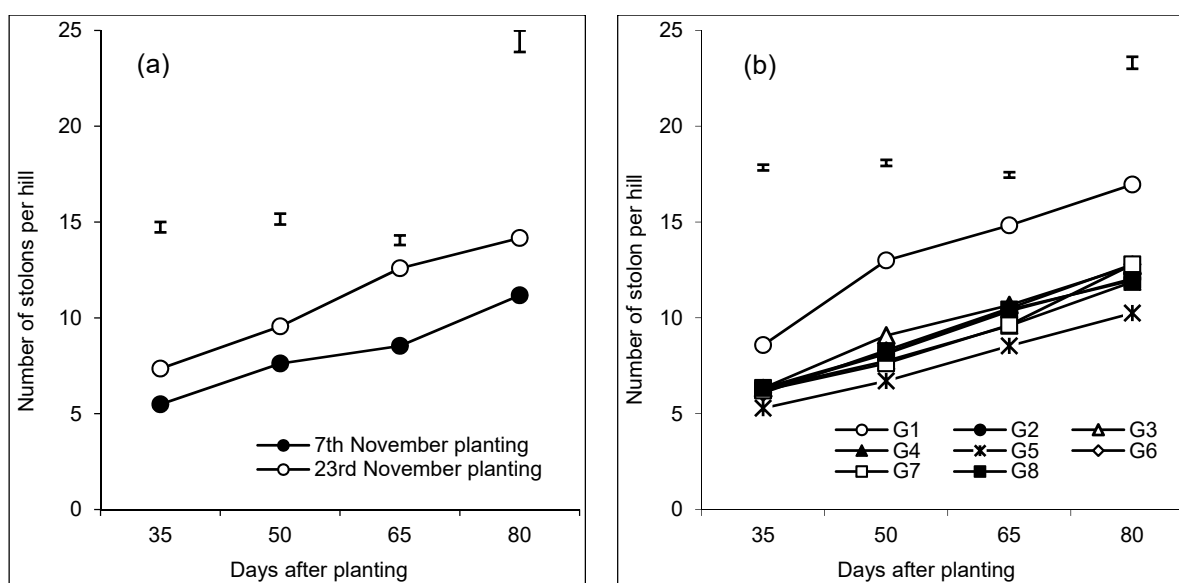 (a)
Number of stolons per hill
25
20
15
10
5
0
7th November planting
23rd November planting
35 50 65 80
Days after planting
(b)
Number of stolon per hill
25
20
15
10
5
0
G1 G2 G3
G4 G5 G6
G7 G8
35 50 65 80
Days after planting